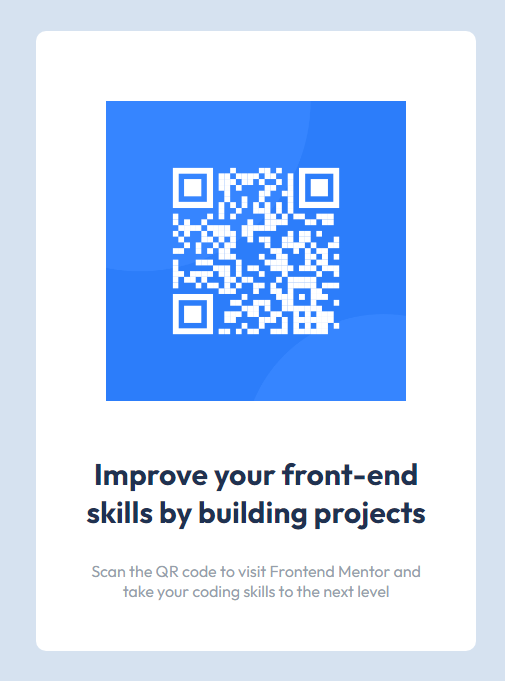 Improve your front-end
skills by building projects
Scan the QR code to visit Frontend Mentor and
take your coding skills to the next level